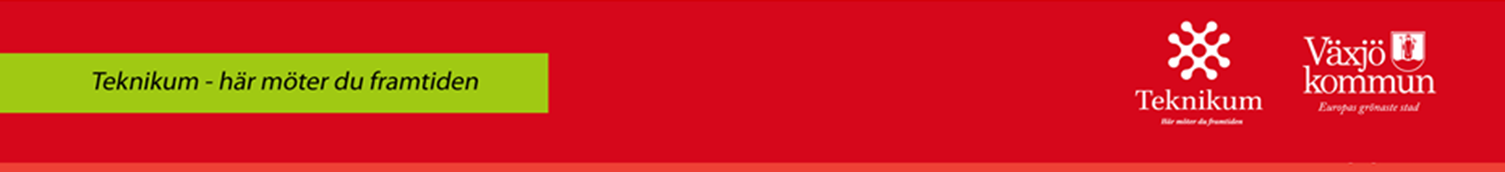 Teknikum - här möter du framtiden
Teknikum
Här möter du framtiden
Växjö
kommun
Europas grönaste stad